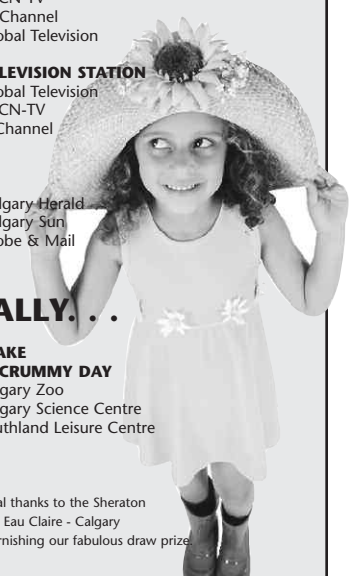 CN-TV
Channel
obal Television
LEVISION STATION
obal Television
CN-TV
Channel
lgary Herald
lgary Sun
obe & Mail
ALLY. . .
AKE
CRUMMY DAY
gary Zoo
gary Science Centre
uthland Leisure Centre
al thanks to the Sheraton
Eau Claire - Calgary
rnishing our fabulous draw prize.